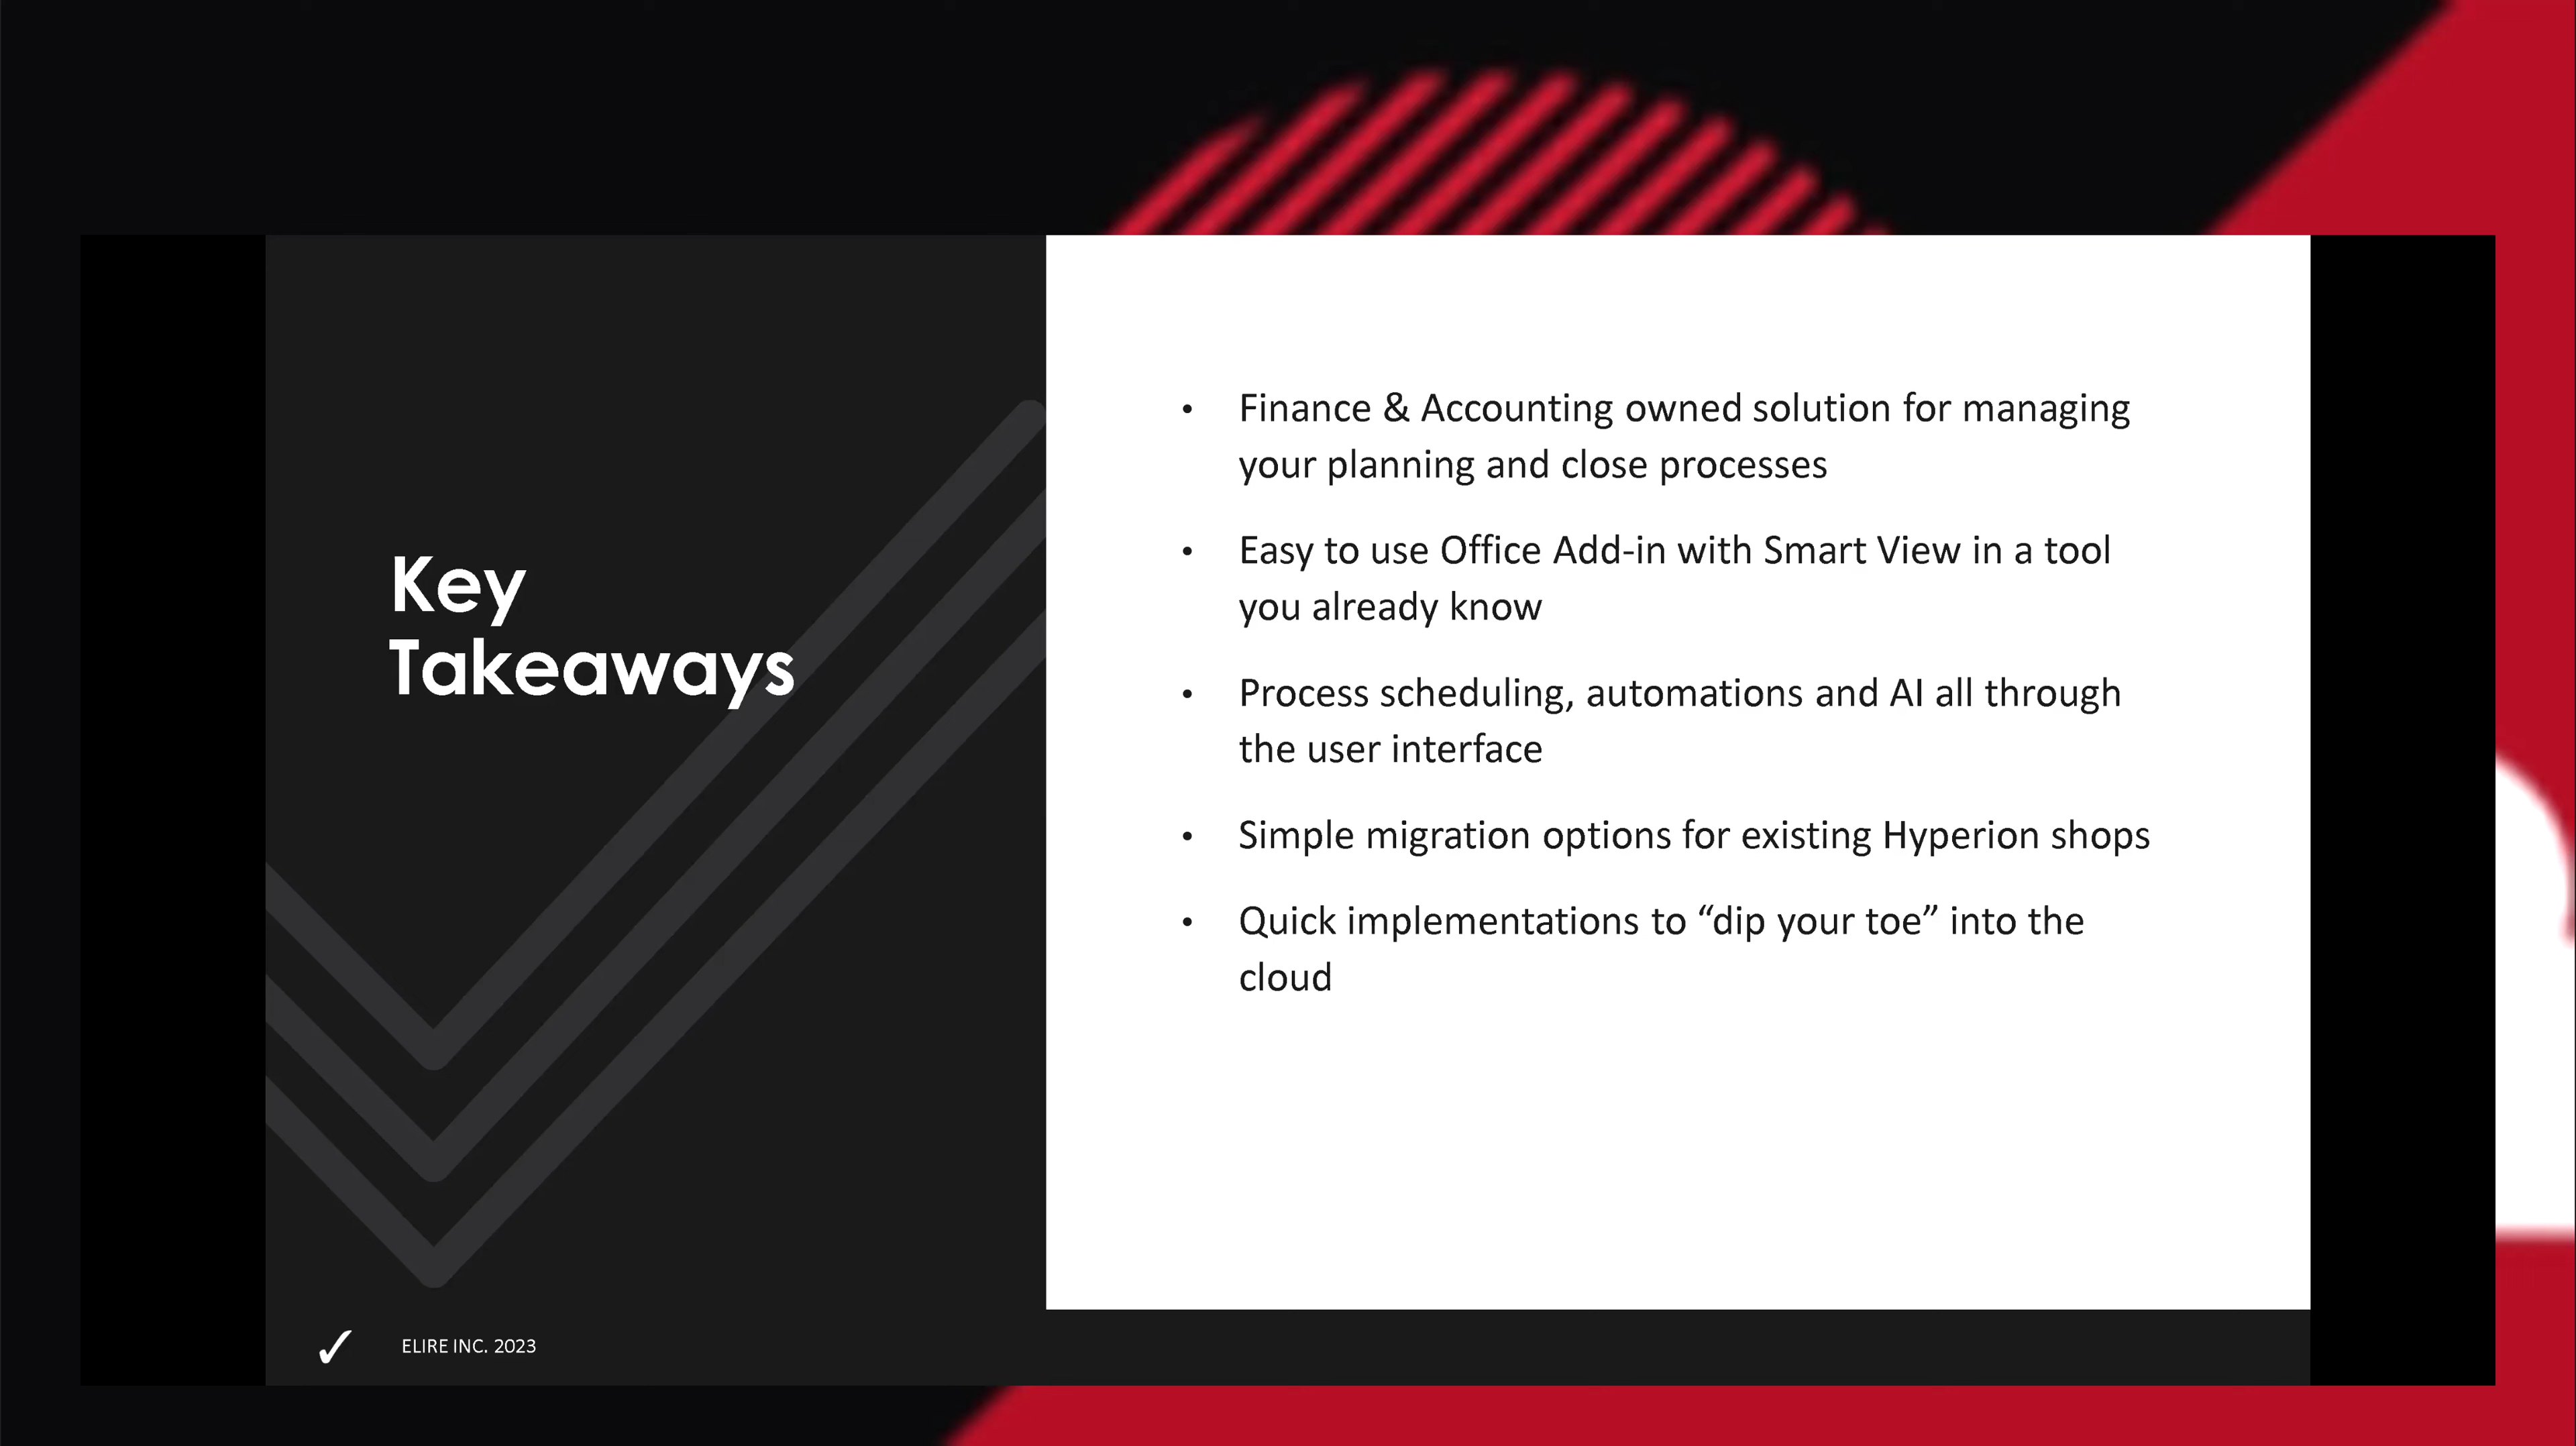 Key
Takeaways
• Finance & Accounting owned solution for managing
your planning and close processes
• Easy to use Office Add-in with Smart View in a tool
you already know
• Process scheduling, automations and AI all through
the user interface
• Simple migration options for existing Hyperion shops
• Quick implementations to “dip your toe” into the
cloud
ELIRE INC. 2023